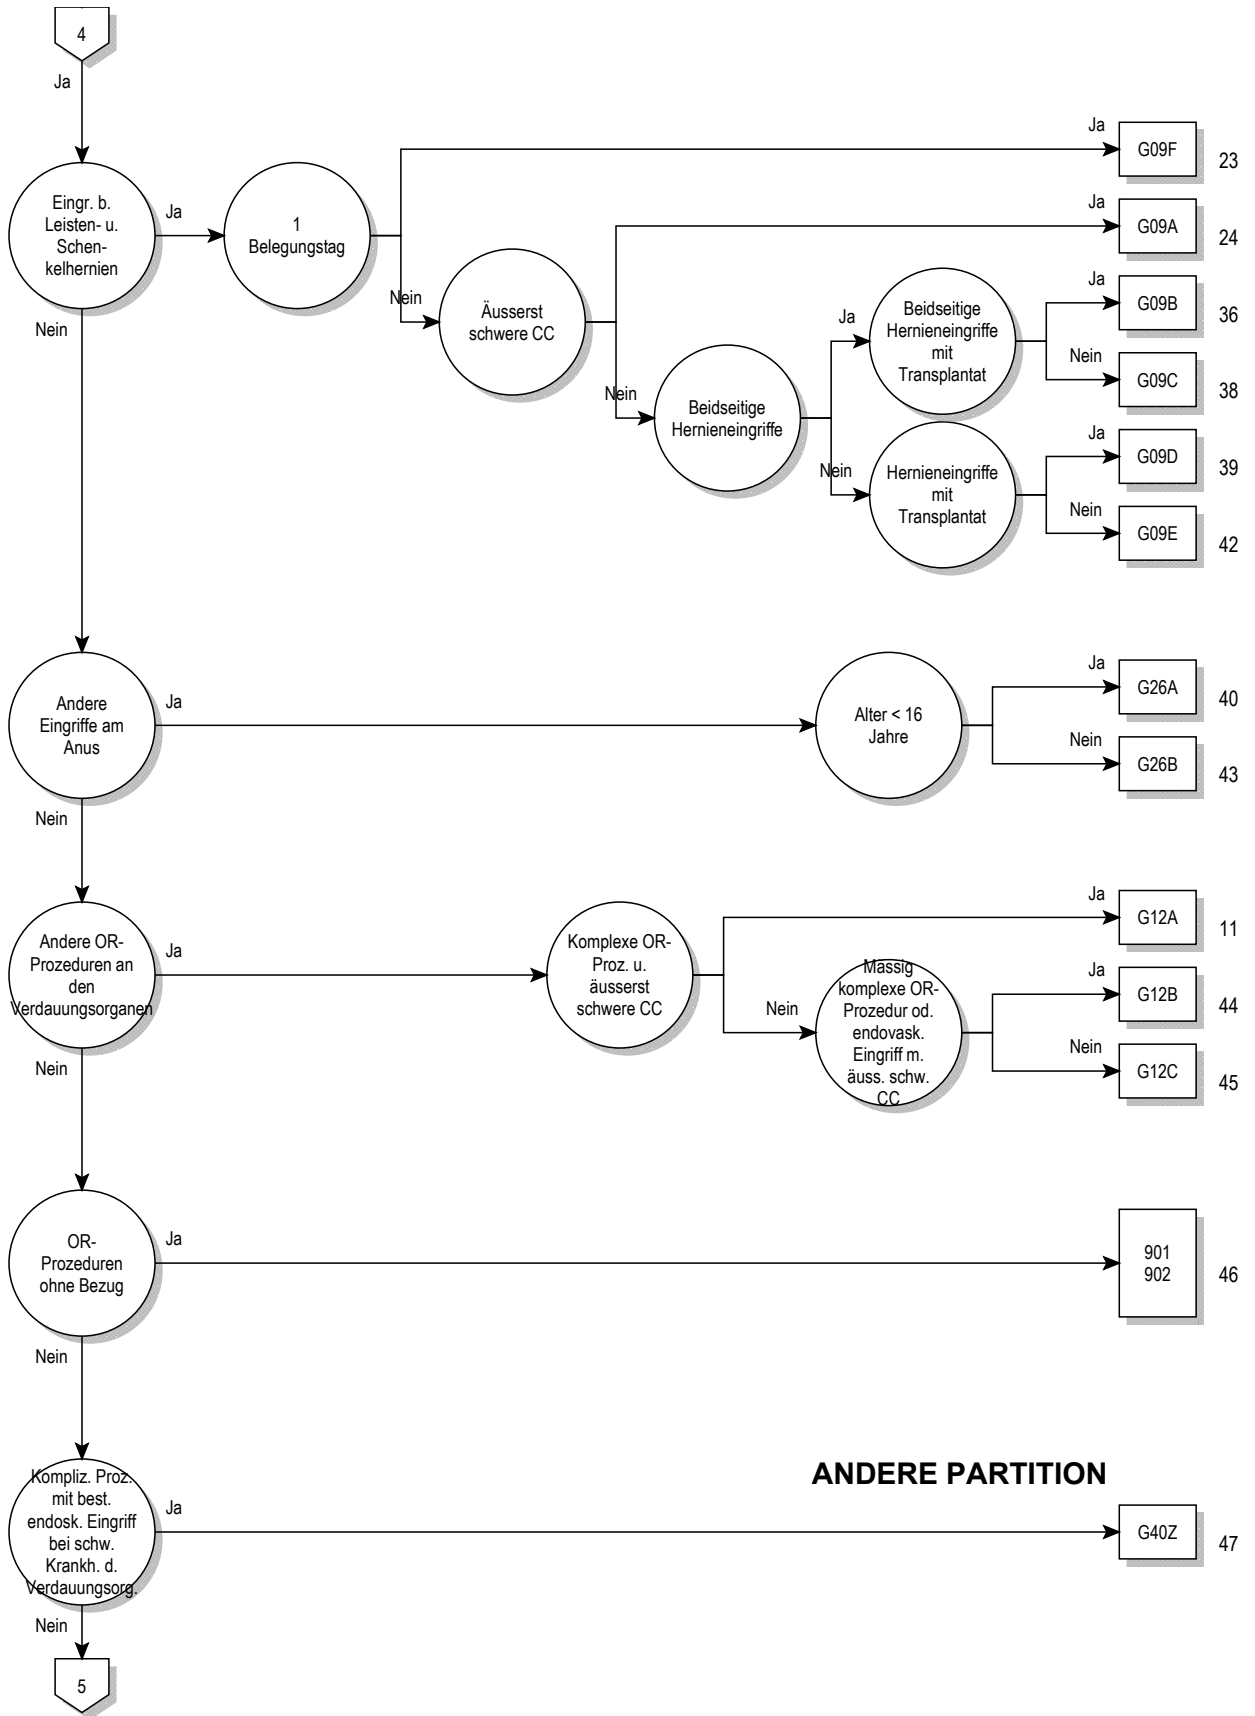 4
Ja
Eingr. b.
Leisten- u.
Schen-
kelhernien
Ja
1
Belegungstag
Ja
G09F
23
Nein
Äusserst
schwere CC
Ja
G09A
24
Nein
Beidseitige
Hernieneingriffe
Ja
Beidseitige
Hernieneingriffe
mit
Transplantat
Ja
G09B
36
Nein
G09C
38
Nein
Hernieneingriffe
mit
Transplantat
Ja
G09D
39
Nein
G09E
42
Nein
Andere
Eingriffe am
Anus
Ja
Alter < 16
Jahre
Ja
G26A
40
Nein
G26B
43
Nein
Andere OR-
Prozeduren an
den
Verdauungsorganen
Ja
Komplexe OR-
Proz. u.
äusserst
schwere CC
Ja
G12A
11
Nein
Mässig
komplexe OR-
Prozedur od.
endovask.
Eingriff m.
äuss. schw.
CC
Ja
G12B
44
Nein
G12C
45
Nein
OR-
Prozeduren
ohne Bezug
Ja
901
902
46
Nein
ANDERE PARTITION
Kompliz. Proz.
mit best.
endosk. Eingriff
bei schw.
Krankh. d.
Verdauungsorg.
Ja
G40Z
47
Nein
5